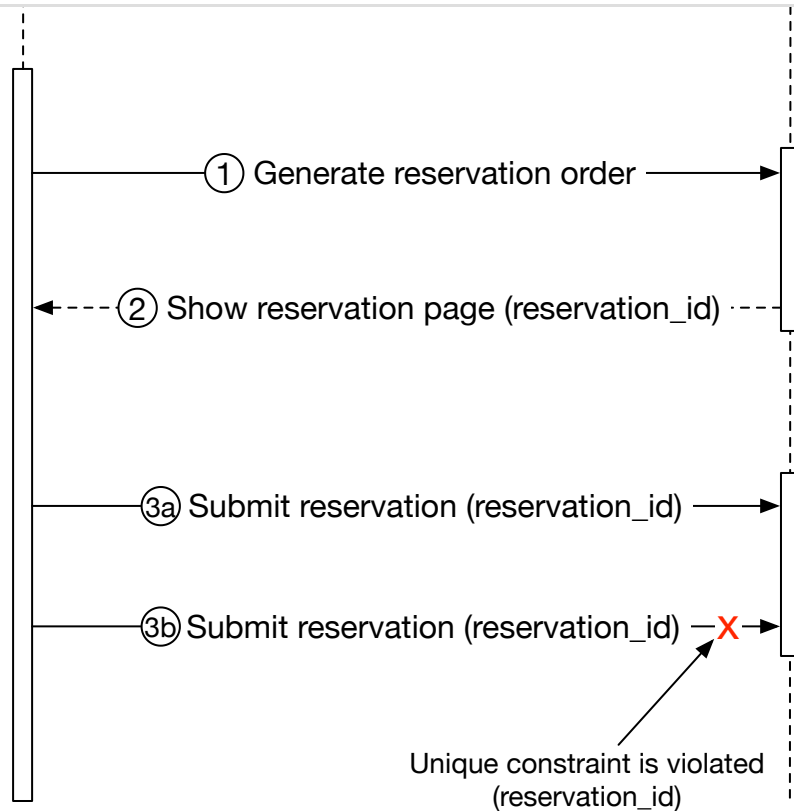 1 Generate reservation order
2 Show reservation page (reservation_id)
3a Submit reservation (reservation_id)
3b Submit reservation (reservation_id) X
Unique constraint is violated
(reservation_id)